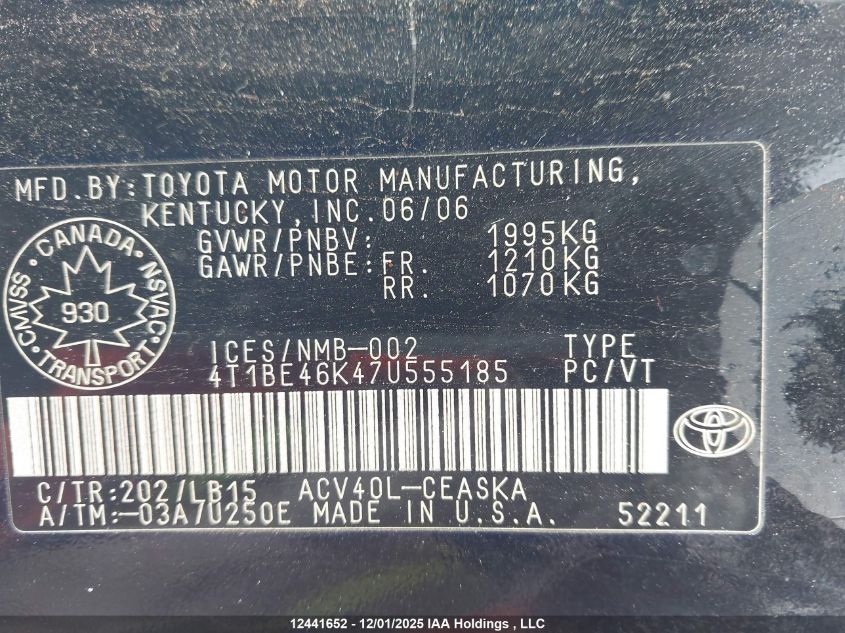 MFD.BY:TOYOTA MOTOR MANUFACTURING,
KENTUCKY,INC.06/06
GVWR/PNBV: 1995KG
GAWR/PNBE:FR. 1210KG
RR. 1070KG
CANADA
CMVSS NSVAC
930
TRANSPORT
ICES/NMB-002 TYPE
4T1BE46K47U555185 PC/VT
C/TR:202/LB15 ACV40L-CEASKA
A/TM:-03A/U250E MADE IN U.S.A. 52211
12441652 - 12/01/2025 IAA Holdings , LLC